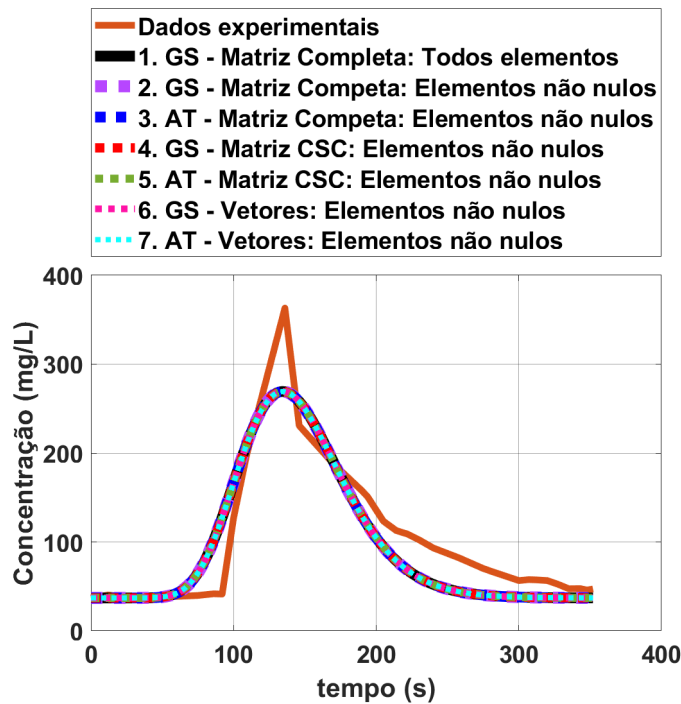 Dados experimentais
1. GS - Matriz Completa: Todos elementos
2. GS - Matriz Competa: Elementos não nulos
3. AT - Matriz Competa: Elementos não nulos
4. GS - Matriz CSC: Elementos não nulos
5. AT - Matriz CSC: Elementos não nulos
6. GS - Vetores: Elementos não nulos
7. AT - Vetores: Elementos não nulos
400
300
200
100
0
Concentração (mg/L)
0 100 200 300 400
tempo (s)